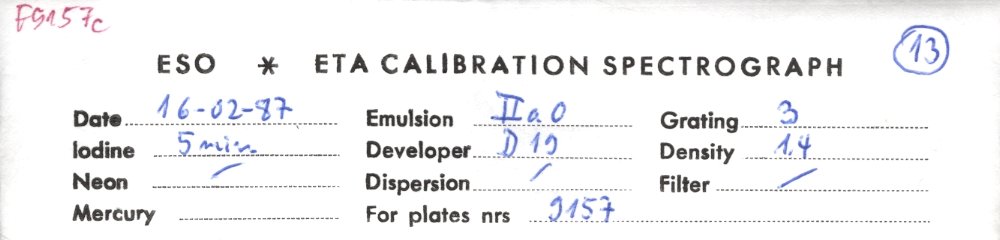 F9157c
13
ESO * ETA CALIBRATION SPECTROGRAPH
Date 16-02-87 Emulsion IIaO Grating 3
Iodine 5 min. Developer D19 Density 1.4
Neon / Dispersion / Filter /
Mercury For plates nrs 9157